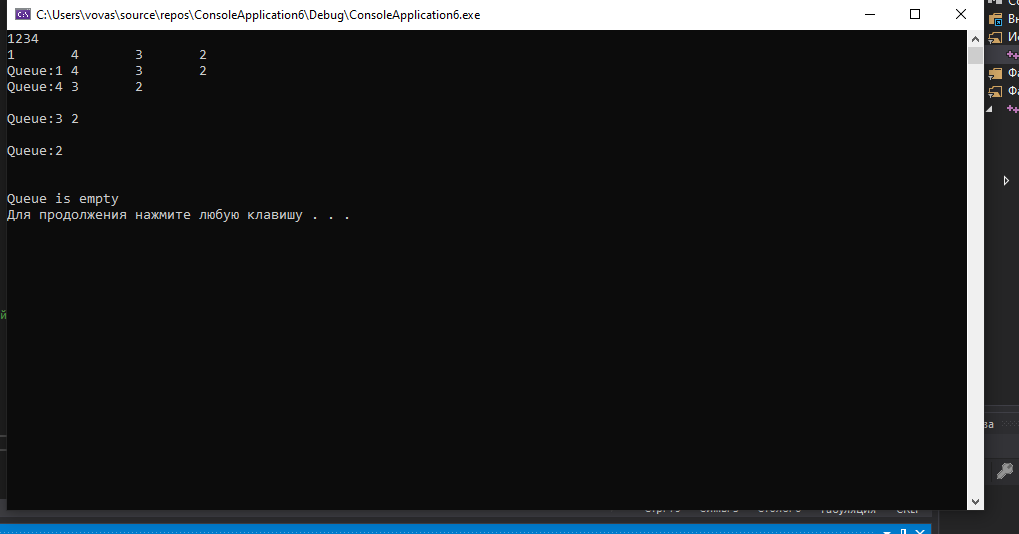 C:\Users\vovas\source\repos\ConsoleApplication6\Debug\ConsoleApplication6.exe
1234
1 4 3 2
Queue:1 4 3 2
Queue:4 3 2
Queue:3 2
Queue:2
Queue is empty
Для продолжения нажмите любую клавишу . . .